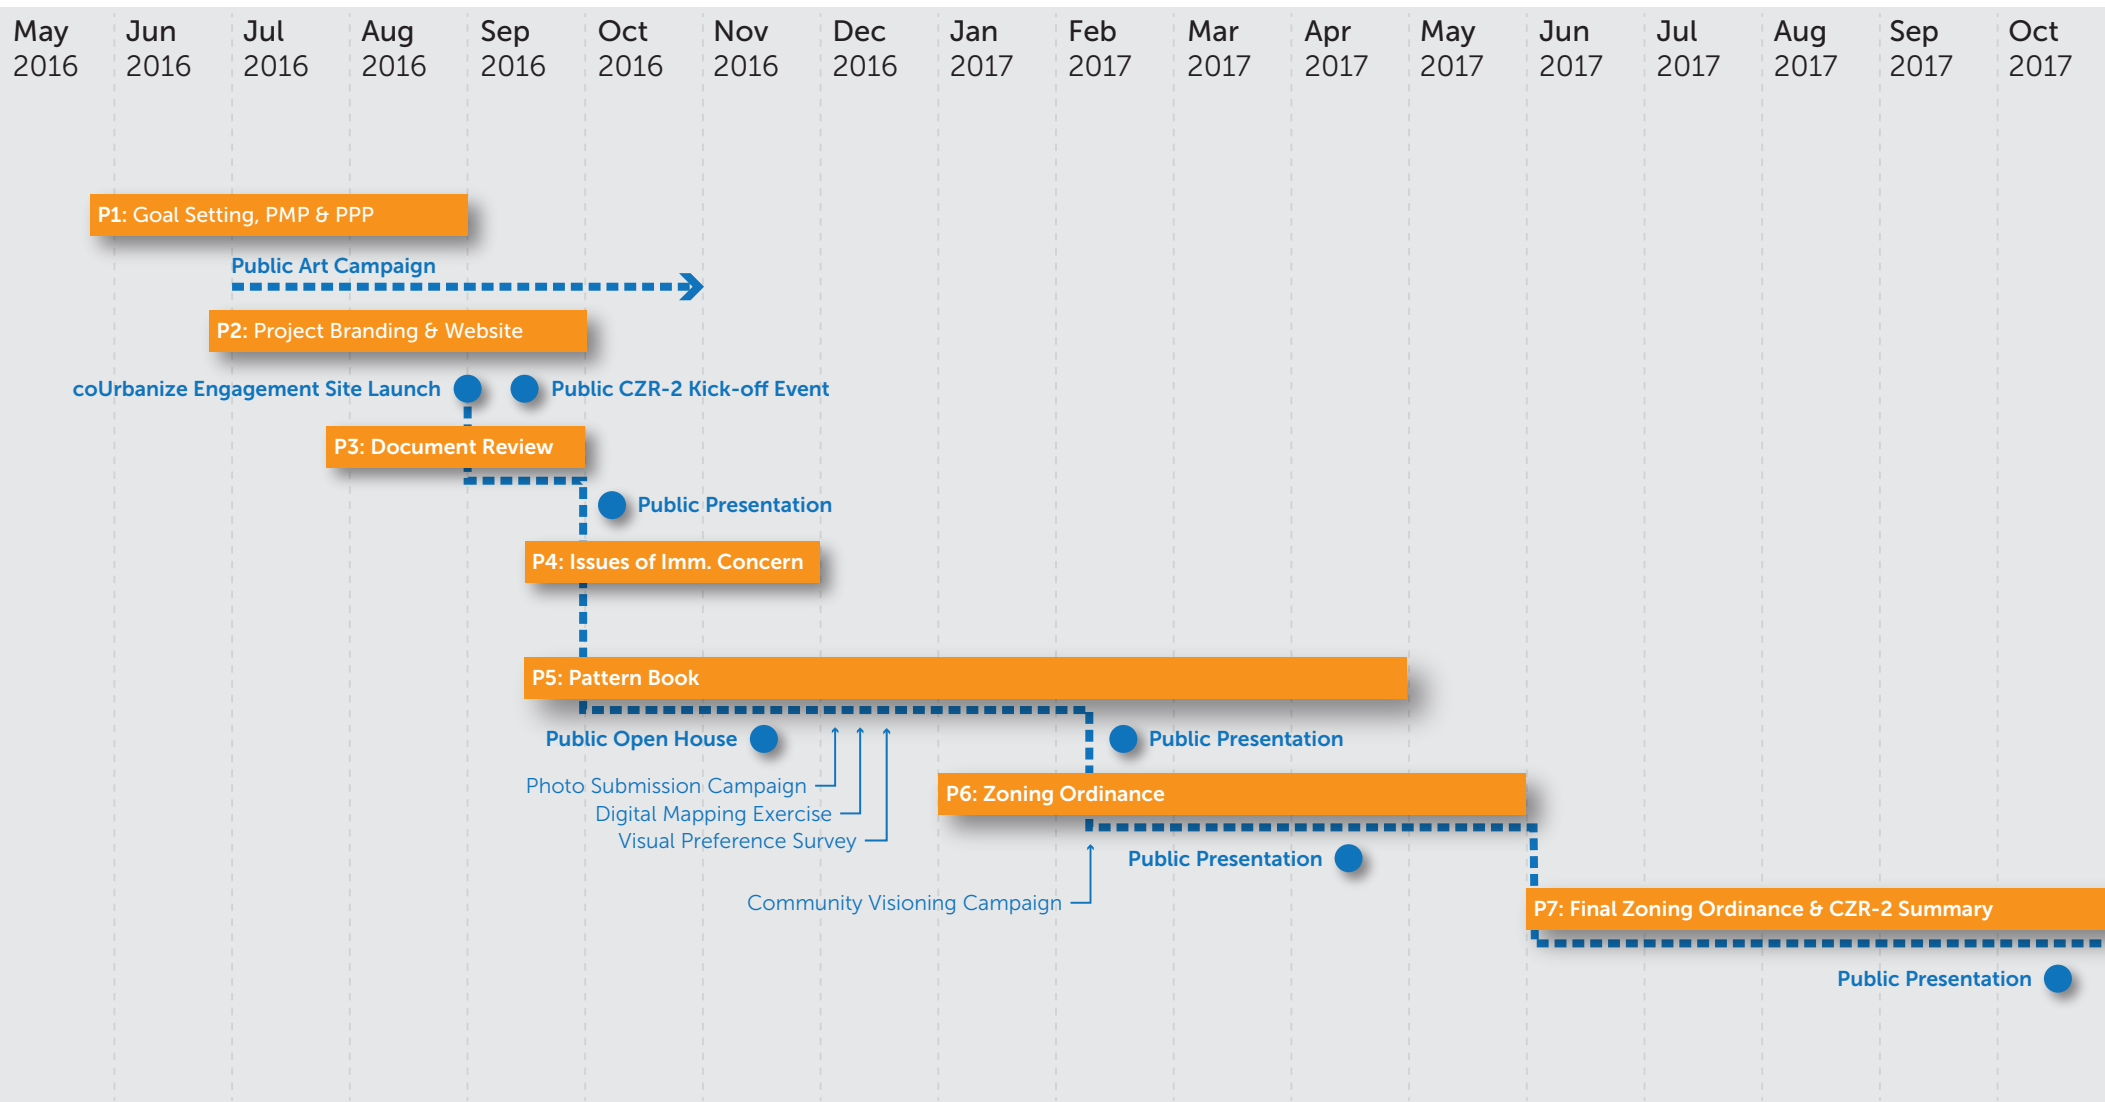 May Jun Jul Aug Sep Oct Nov Dec Jan Feb Mar Apr May Jun Jul Aug Sep Oct
2016 2016 2016 2016 2016 2016 2016 2016 2017 2017 2017 2017 2017 2017 2017 2017 2017 2017
P1: Goal Setting, PMP & PPP
Public Art Campaign
P2: Project Branding & Website
coUrbanize Engagement Site Launch
Public CZR-2 Kick-off Event
P3: Document Review
Public Presentation
P4: Issues of Imm. Concern
P5: Pattern Book
Public Open House
Public Presentation
Photo Submission Campaign
P6: Zoning Ordinance
Digital Mapping Exercise
Visual Preference Survey
Public Presentation
Community Visioning Campaign
P7: Final Zoning Ordinance & CZR-2 Summary
Public Presentation